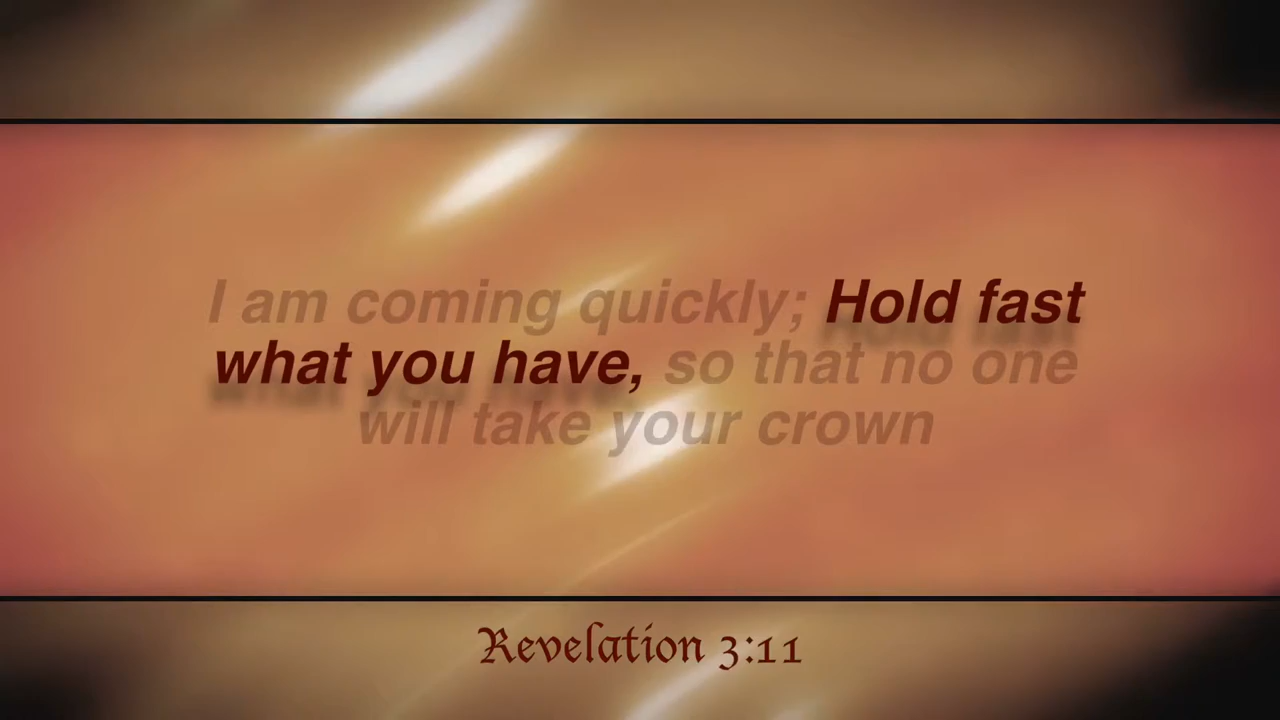 I am coming quickly; Hold fast
what you have, so that no one
will take your crown
Revelation 3:11